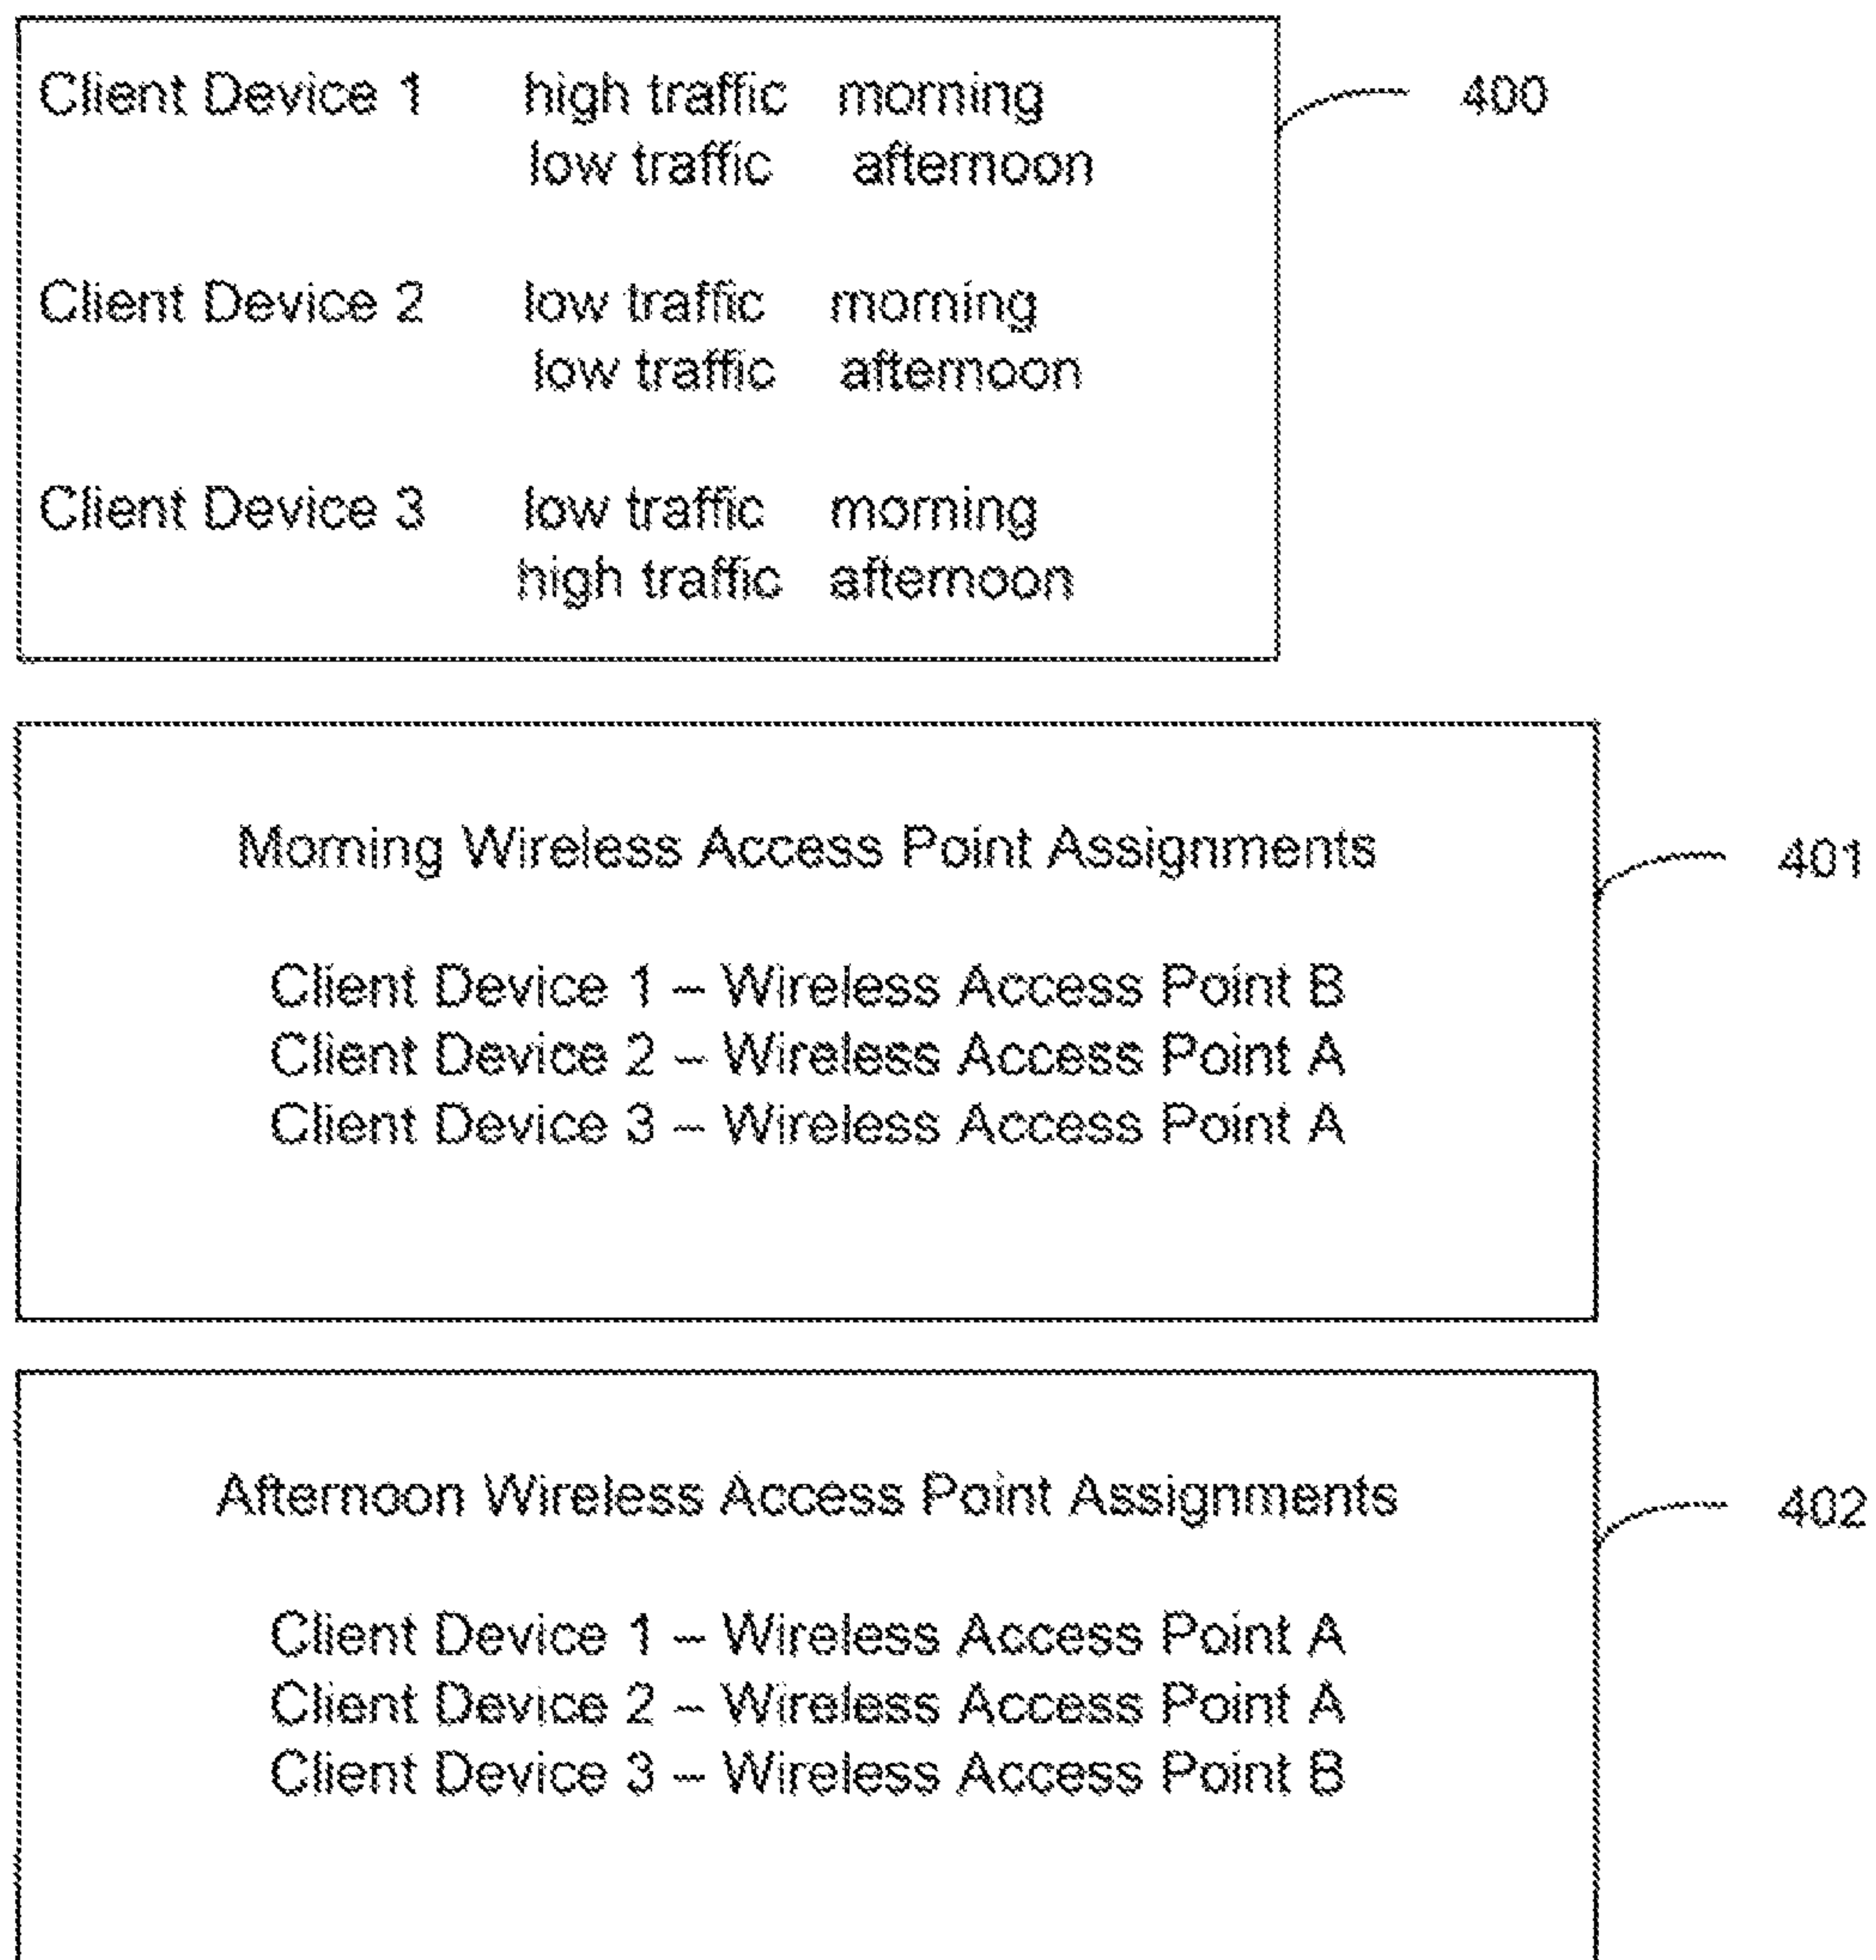 Client Device 1 high traffic morning 400
low traffic afternoon
Client Device 2 low traffic morning
low traffic afternoon
Client Device 3 low traffic morning
high traffic afternoon
Morning Wireless Access Point Assignments 401
Client Device 1 – Wireless Access Point B
Client Device 2 – Wireless Access Point A
Client Device 3 – Wireless Access Point A
Afternoon Wireless Access Point Assignments 402
Client Device 1 – Wireless Access Point A
Client Device 2 – Wireless Access Point A
Client Device 3 – Wireless Access Point B